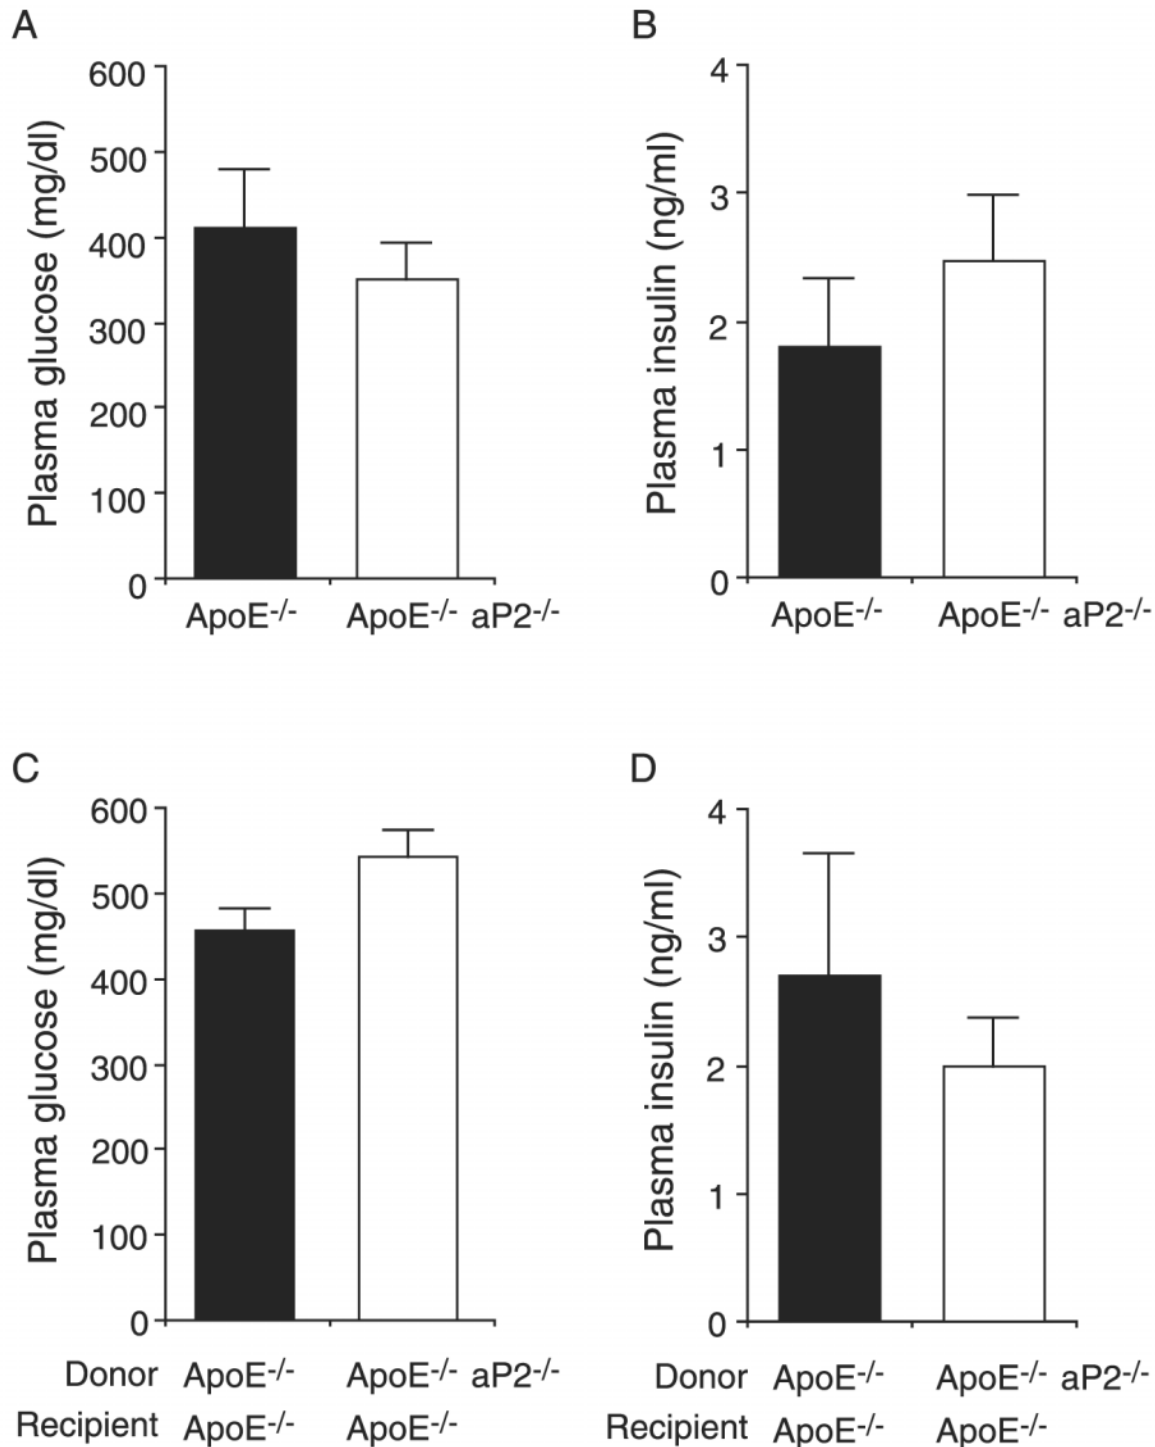 A
Plasma glucose (mg/dl)
600
500
400
300
200
100
0
ApoE-/- ApoE-/- aP2-/-
B
Plasma insulin (ng/ml)
4
3
2
1
0
ApoE-/- ApoE-/- aP2-/-
C
Plasma glucose (mg/dl)
600
500
400
300
200
100
0
Donor ApoE-/- ApoE-/- aP2-/-
Recipient ApoE-/- ApoE-/-
D
Plasma insulin (ng/ml)
4
3
2
1
0
Donor ApoE-/- ApoE-/- aP2-/-
Recipient ApoE-/- ApoE-/-